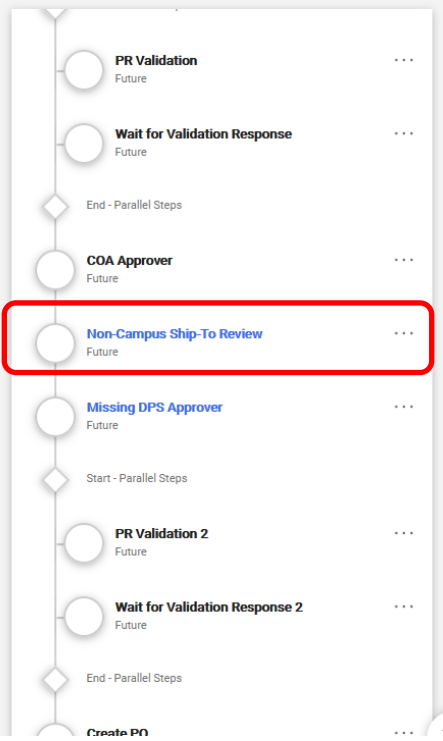 PR Validation
Future
Wait for Validation Response
Future
End - Parallel Steps
COA Approver
Future
Non-Campus Ship-To Review
Future
Missing DPS Approver
Future
Start - Parallel Steps
PR Validation 2
Future
Wait for Validation Response 2
Future
End - Parallel Steps
Create PO